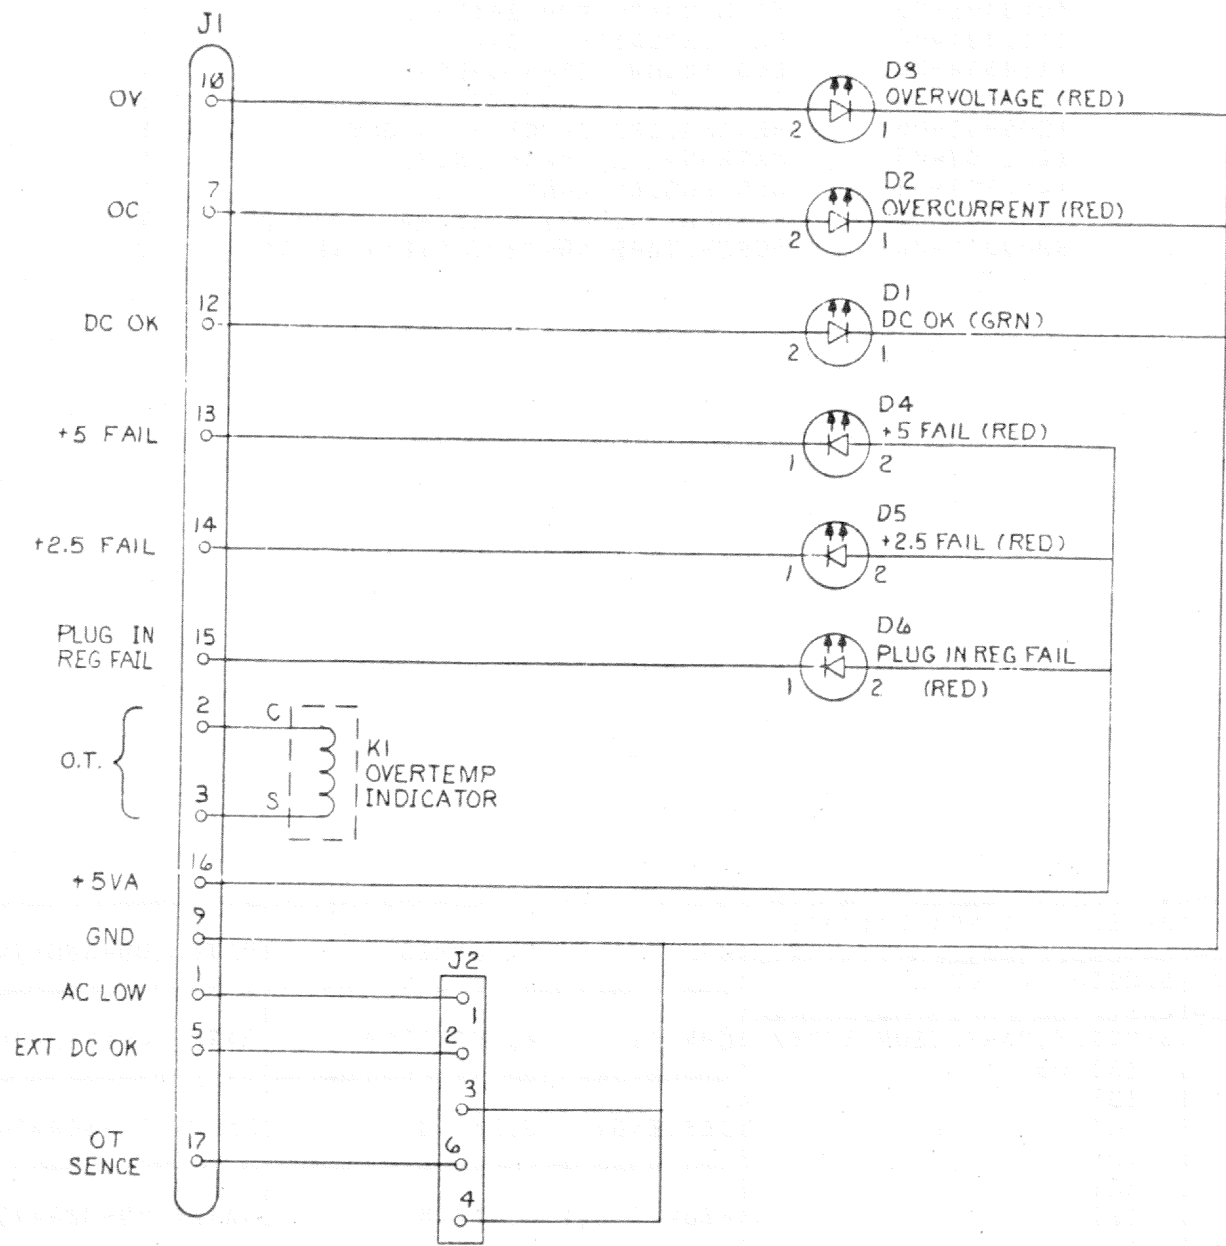 J1
10
OV
D3
OVERVOLTAGE (RED)
2
1
7
OC
D2
OVERCURRENT (RED)
2
1
12
DC OK
D1
DC OK (GRN)
2
1
13
+5 FAIL
D4
+5 FAIL (RED)
1
2
14
+2.5 FAIL
D5
+2.5 FAIL (RED)
1
2
15
PLUG IN
REG FAIL
D6
PLUG IN REG FAIL
(RED)
1
2
2
C
O.T.
K1
OVERTEMP
INDICATOR
3
S
16
+5VA
9
GND
J2
1
AC LOW
1
5
EXT DC OK
2
3
17
OT
SENCE
6
4